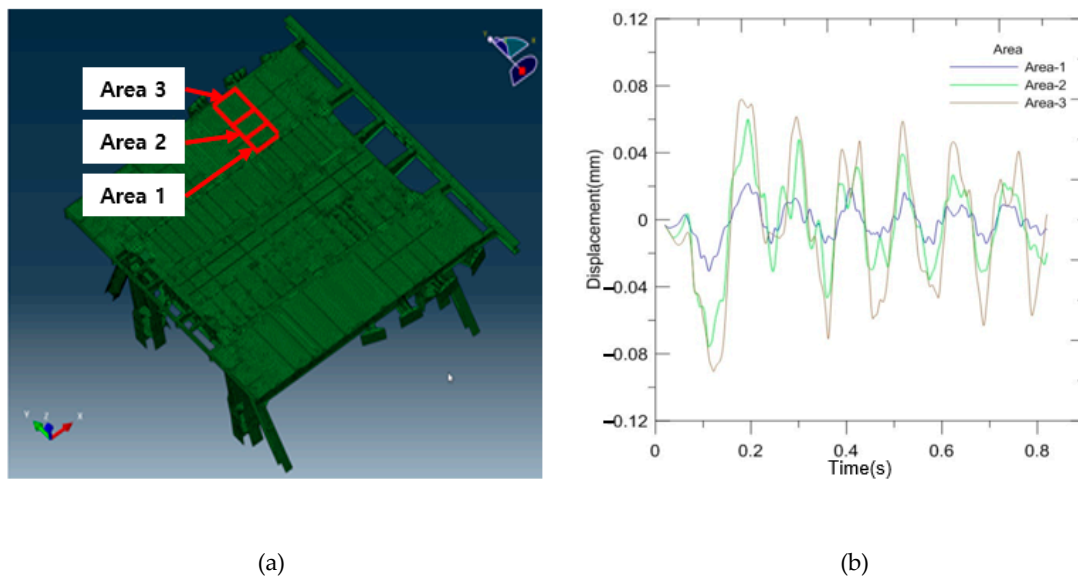 Area 3
Area 2
Area 1
Y
Z
X
0.12
0.08
0.04
0
−0.04
−0.08
−0.12
Displacement(mm)
Area
Area-1
Area-2
Area-3
0
0.2
0.4
0.6
0.8
Time(s)
(a)
(b)